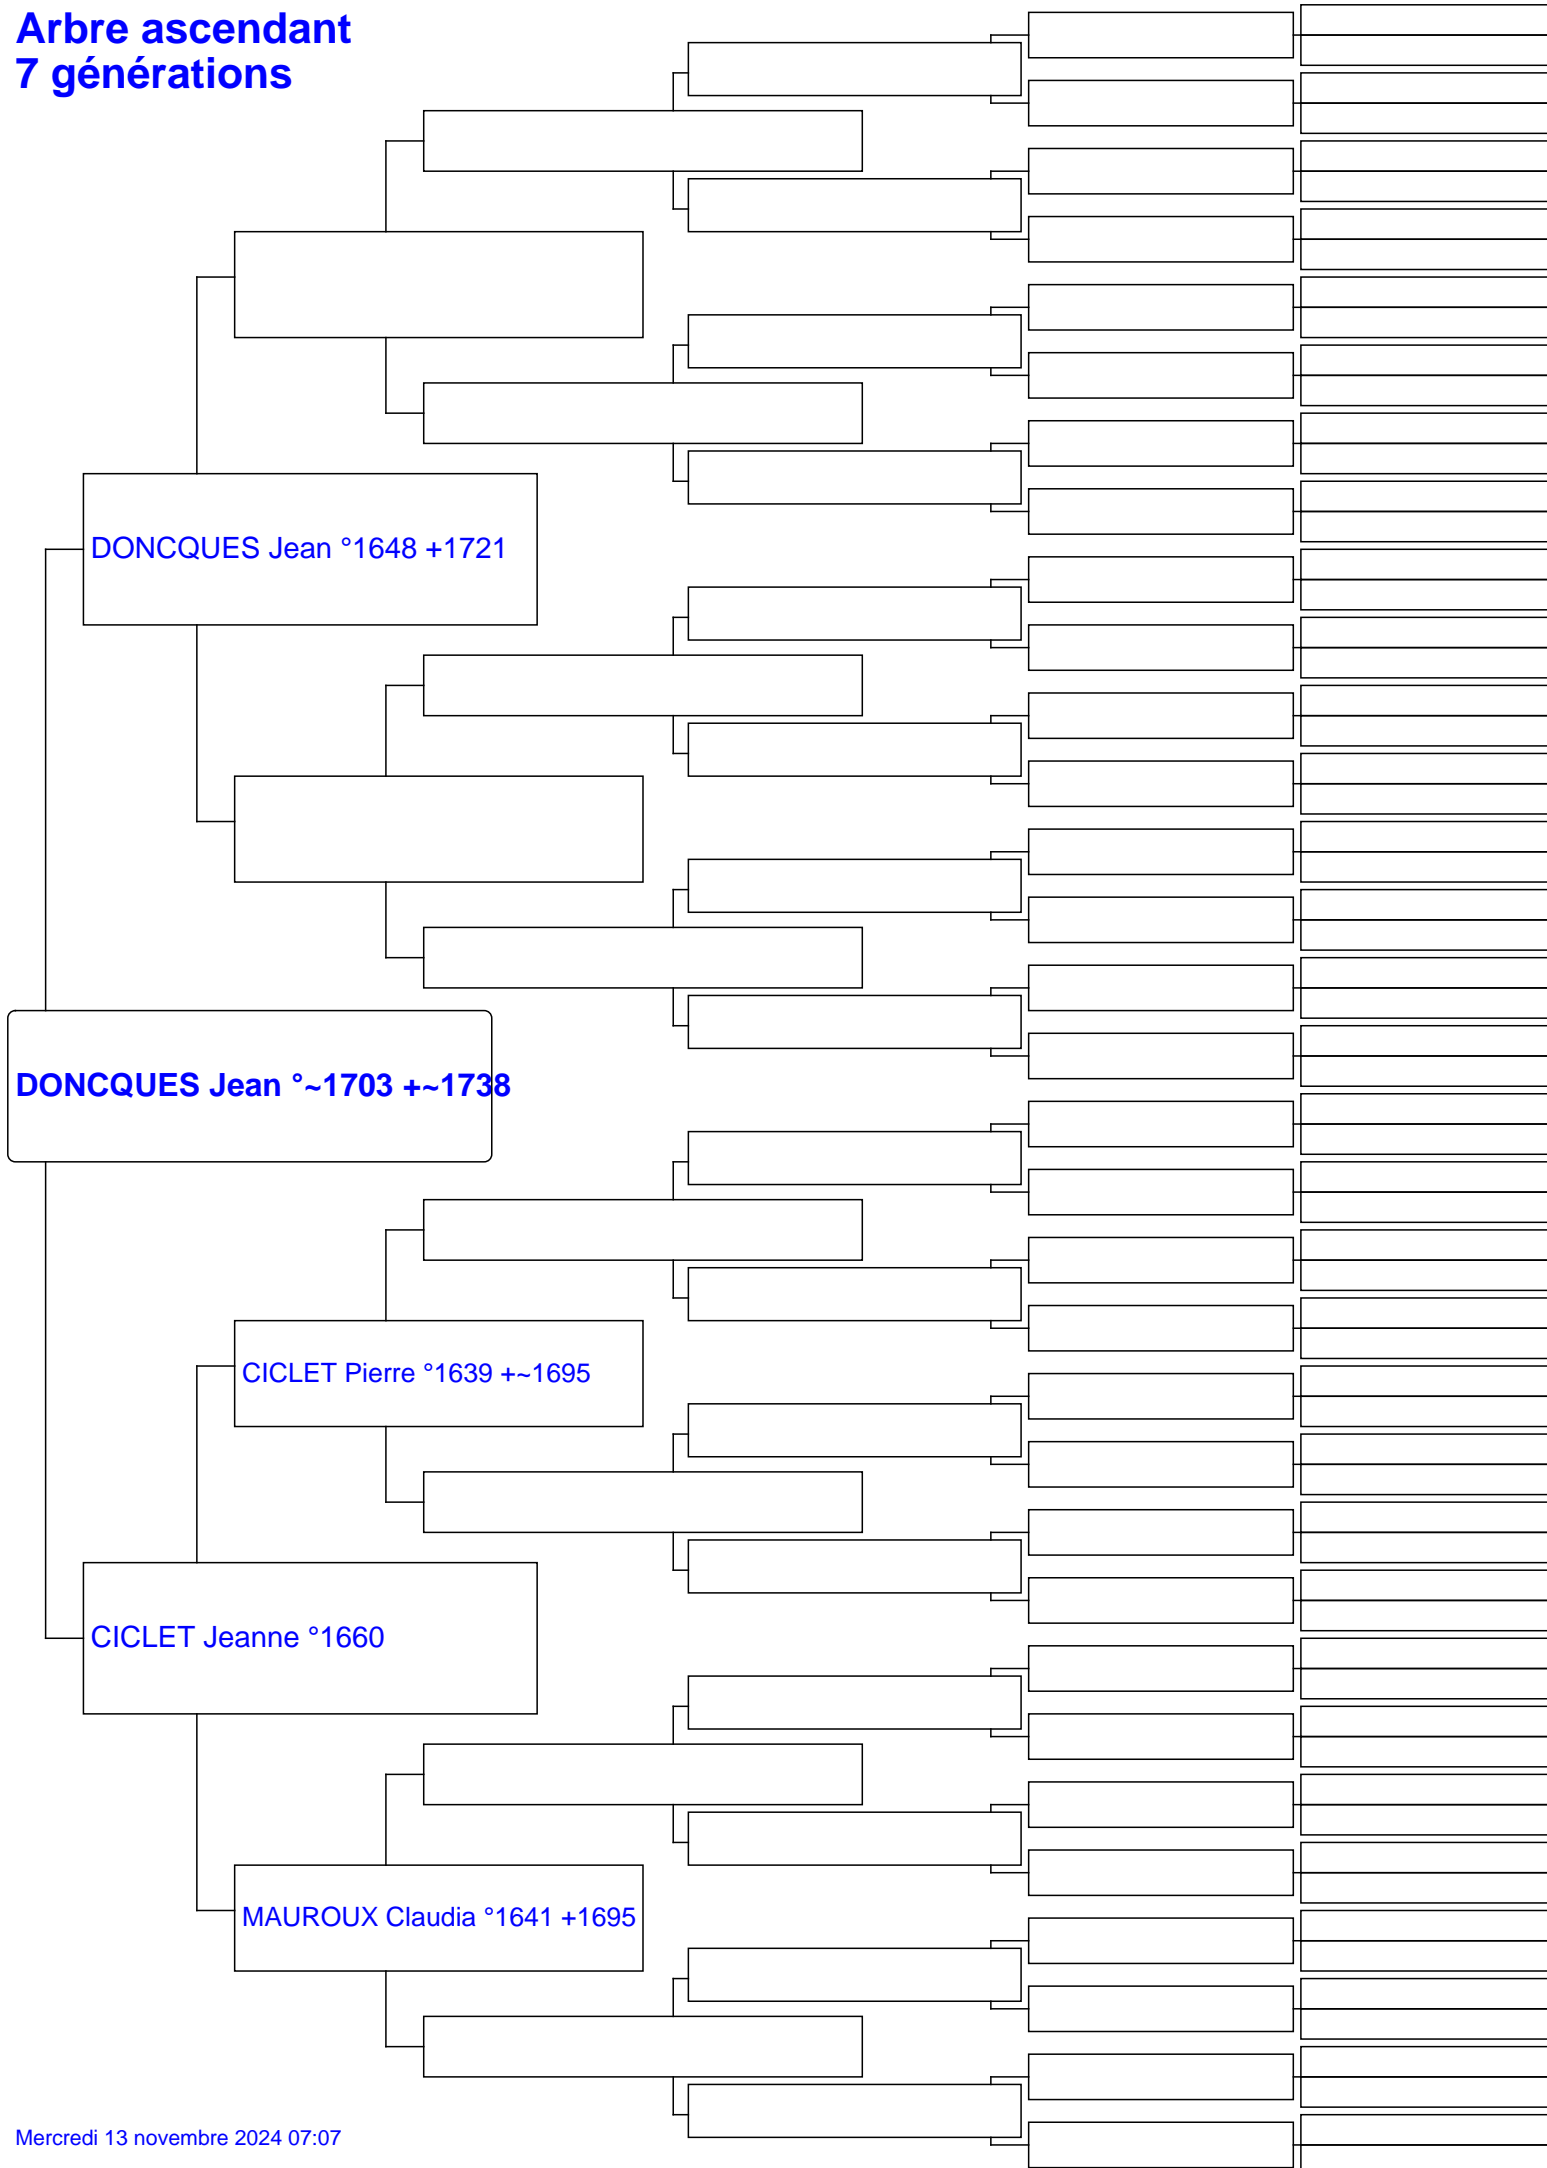 Arbre ascendant
7 générations
DONCQUES Jean °1648 +1721
DONCQUES Jean °~1703 +~1738
CICLET Pierre °1639 +~1695
CICLET Jeanne °1660
MAUROUX Claudia °1641 +1695
Mercredi 13 novembre 2024 07:07